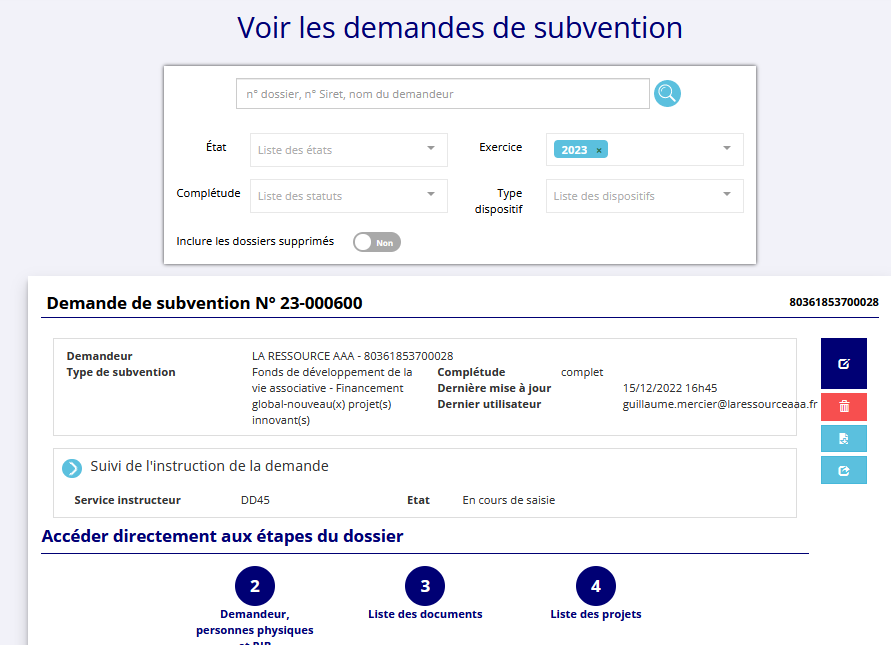 Voir les demandes de subvention
n° dossier, n° Siret, nom du demandeur
État
Liste des états
Exercice
2023 ×
Complétude
Liste des statuts
Type
dispositif
Liste des dispositifs
Inclure les dossiers supprimés
Non
Demande de subvention N° 23-000600
80361853700028
Demandeur
LA RESSOURCE AAA - 80361853700028
Type de subvention
Fonds de développement de la
vie associative - Financement
global-nouveau(x) projet(s)
innovant(s)
Complétude
complet
Dernière mise à jour
15/12/2022 16h45
Dernier utilisateur
guillaume.mercier@laressourceaaa.fr
Suivi de l'instruction de la demande
Service instructeur
DD45
Etat
En cours de saisie
Accéder directement aux étapes du dossier
2
Demandeur,
personnes physiques
et RIB
3
Liste des documents
4
Liste des projets